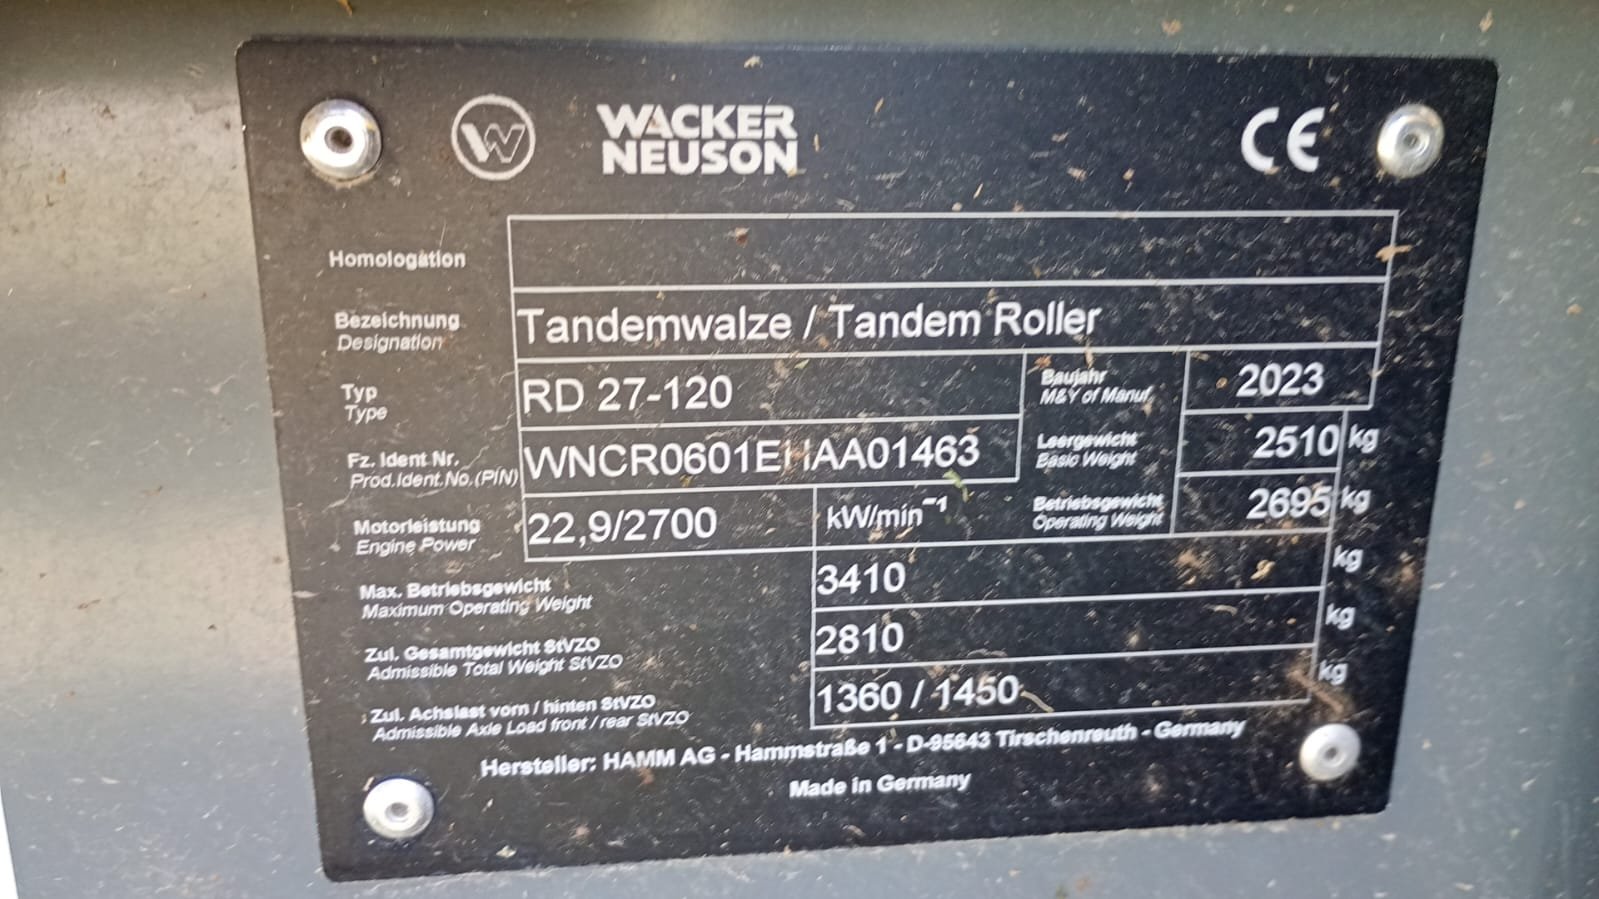 WACKER
NEUSON
CE
Homologation
Bezeichnung
Designation
Tandemwalze / Tandem Roller
Typ
Type
RD 27-120
Baujahr
M&Y of Manuf.
2023
Fz. Ident Nr.
Prod.Ident.No.(PIN)
WNCR0601EHAA01463
Leergewicht
Basic Weight
2510 kg
Motorleistung
Engine Power
22,9/2700 kW/min⁻¹
Betriebsgewicht
Operating Weight
2695 kg
Max. Betriebsgewicht
Maximum Operating Weight
3410 kg
Zul. Gesamtgewicht StVZO
Admissible Total Weight StVZO
2810 kg
Zul. Achslast vorn / hinten StVZO
Admissible Axle Load front / rear StVZO
1360 / 1450 kg
Hersteller: HAMM AG - Hammstraße 1 - D-95643 Tirschenreuth - Germany
Made in Germany